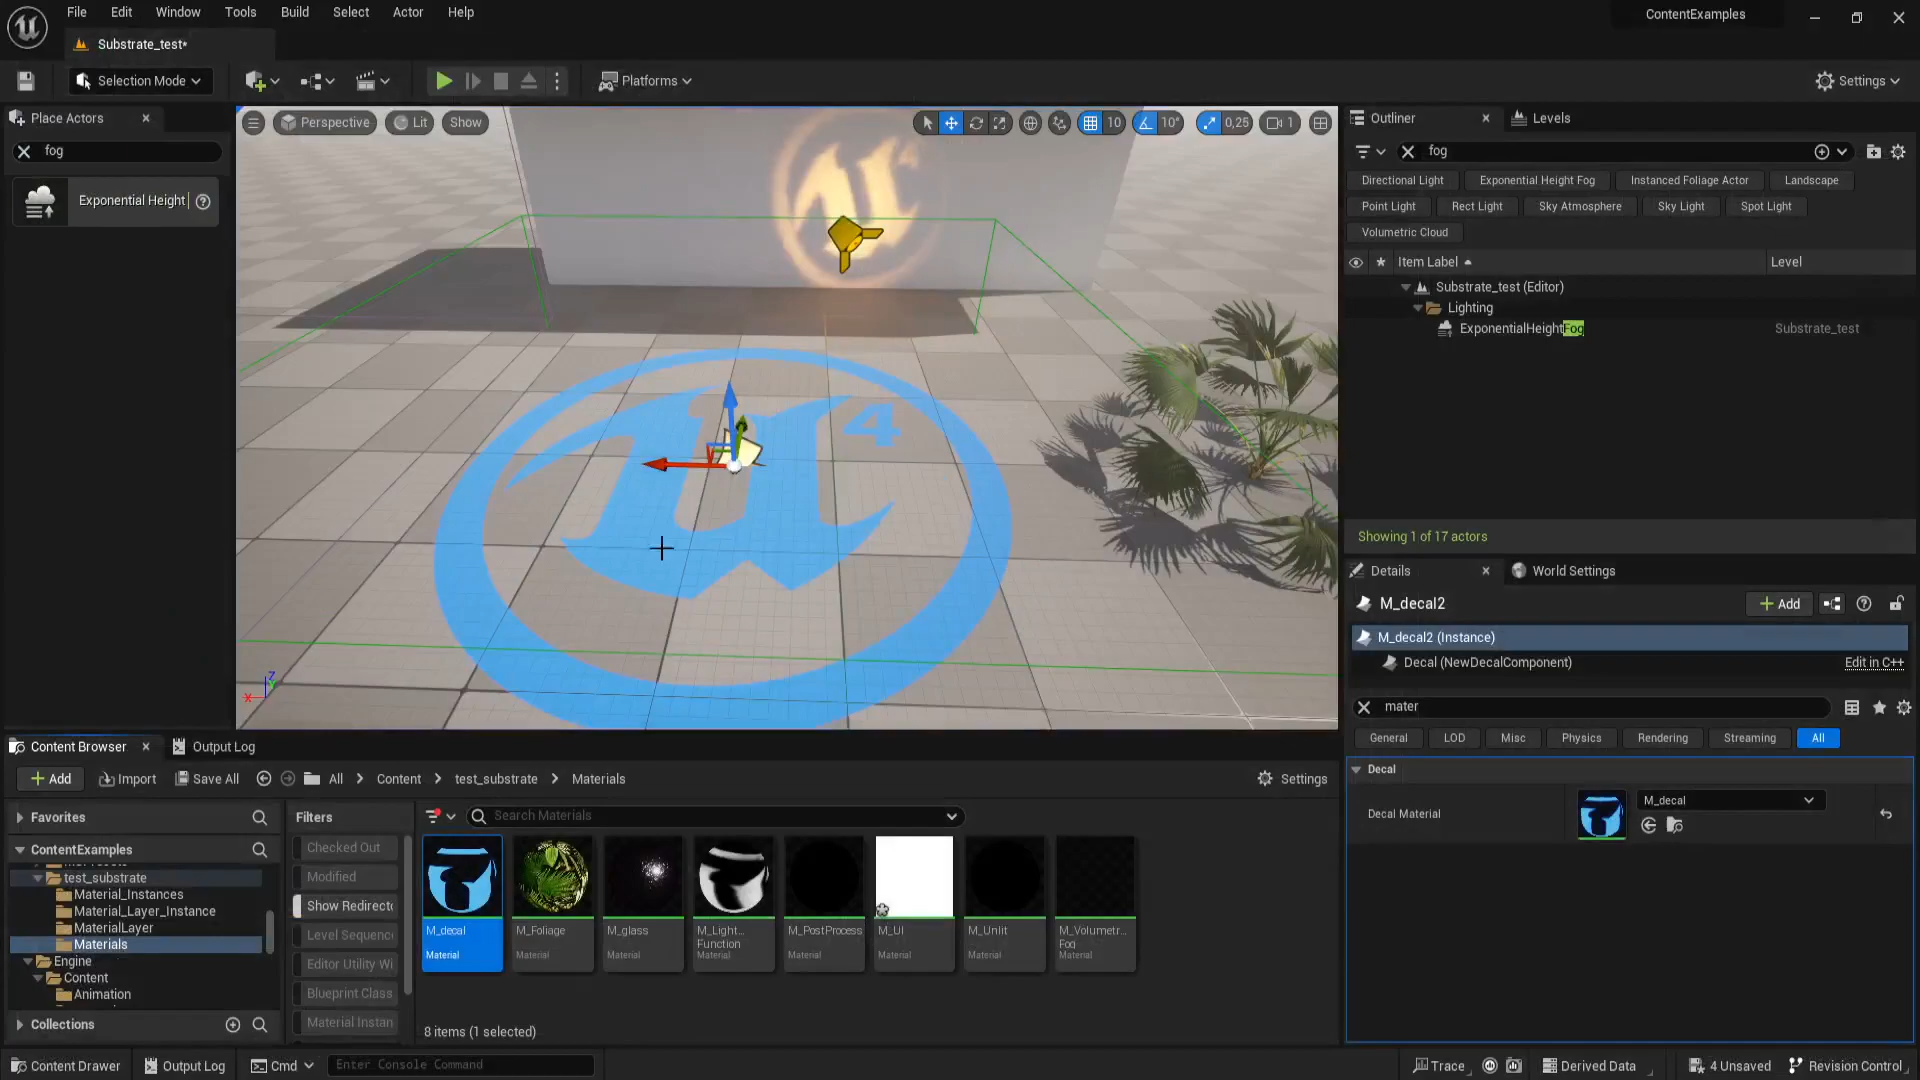 File Edit Window Tools Build Select Actor Help
ContentExamples
Substrate_test*
Selection Mode
Platforms
Settings
Place Actors
fog
Exponential Height
Perspective Lit Show
10 10° 0,25 1
4
Outliner Levels
fog
Directional Light Exponential Height Fog Instanced Foliage Actor Landscape
Point Light Rect Light Sky Atmosphere Sky Light Spot Light
Volumetric Cloud
Item Label Level
Substrate_test (Editor)
Lighting
ExponentialHeightFog Substrate_test
Showing 1 of 17 actors
Details World Settings
M_decal2
Add
M_decal2 (Instance)
Decal (NewDecalComponent) Edit in C++
mater
General LOD Misc Physics Rendering Streaming All
Decal
Decal Material
M_decal
Content Browser Output Log
Add Import Save All All Content test_substrate Materials
Settings
Favorites
ContentExamples
test_substrate
Material_Instances
Material_Layer_Instance
MaterialLayer
Materials
Engine
Content
Animation
Collections
Filters
Checked Out
Modified
Show Redirect
Level Sequenc
Editor Utility Wi
Blueprint Class
Material Instan
Search Materials
M_decal M_Foliage M_glass M_Light... M_PostProcess M_UI M_Unlit M_Volumetr...
Function Fog
Material Material Material Material Material Material Material Material
8 items (1 selected)
Content Drawer Output Log Cmd Enter Console Command
Trace Derived Data 4 Unsaved Revision Control
x z